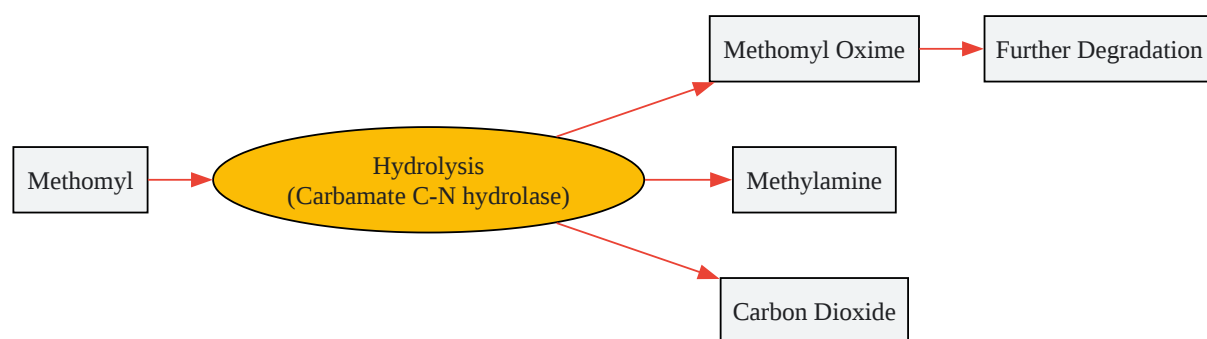 Methomyl
Hydrolysis
(Carbamate C-N hydrolase)
Methomyl Oxime
Further Degradation
Methylamine
Carbon Dioxide